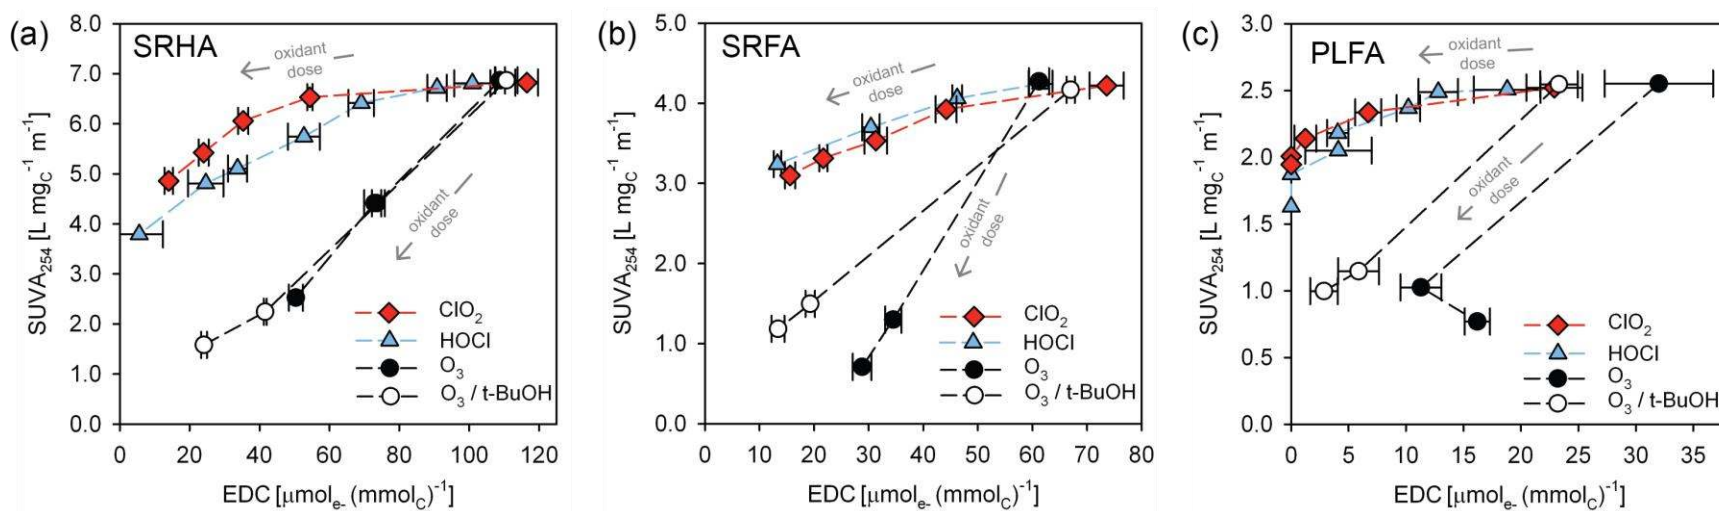 (a)
SRHA
oxidant
dose
oxidant
dose
8.0
7.0
6.0
5.0
4.0
3.0
2.0
1.0
0.0
SUVA254 [L mgC-1 m-1]
ClO2
HOCl
O3
O3 / t-BuOH
0 20 40 60 80 100 120
EDC [μmole- (mmolC)-1]
(b)
SRFA
oxidant
dose
oxidant
dose
5.0
4.0
3.0
2.0
1.0
0.0
SUVA254 [L mgC-1 m-1]
ClO2
HOCl
O3
O3 / t-BuOH
0 10 20 30 40 50 60 70 80
EDC [μmole- (mmolC)-1]
(c)
PLFA
oxidant
dose
oxidant
dose
3.0
2.5
2.0
1.5
1.0
0.5
0.0
SUVA254 [L mgC-1 m-1]
ClO2
HOCl
O3
O3 / t-BuOH
0 5 10 15 20 25 30 35
EDC [μmole- (mmolC)-1]